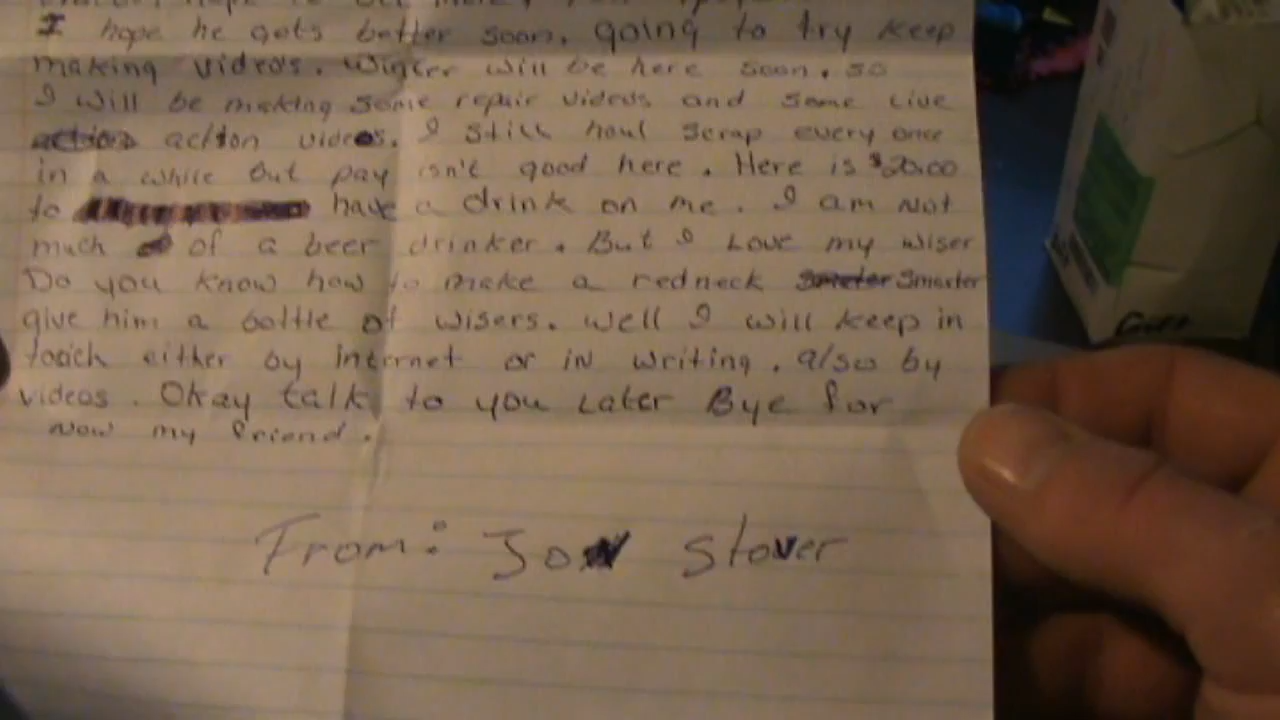 I hope he gets better soon. going to try keep
making videos. Winter will be here soon. so
I will be making some repair videos and some Live
action videos. I still haul scrap every once
in a while but pay isn't good here. Here is $20.00
to have a drink on me. I am Not
much of a beer drinker. But I Love my wiser
Do you know how to make a redneck Smarter
give him a bottle of wisers. Well I will keep in
touch either by internet or in writing. also by
videos. Okay talk to you Later Bye for
Now my friend.
From: Stover